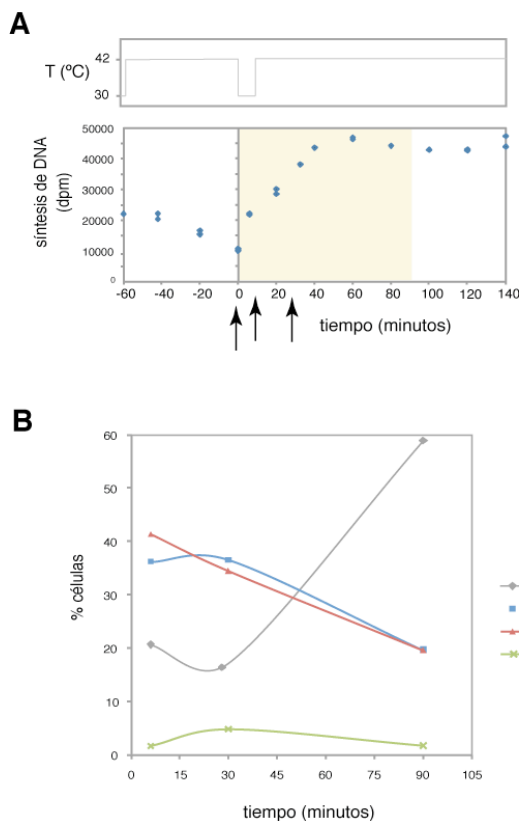 A
T (ºC)
42
30
síntesis de DNA
(dpm)
50000
40000
30000
20000
10000
0
-60 -40 -20 0 20 40 60 80 100 120 140
tiempo (minutos)
B
% células
60
50
40
30
20
10
0
0 15 30 45 60 75 90 105
tiempo (minutos)